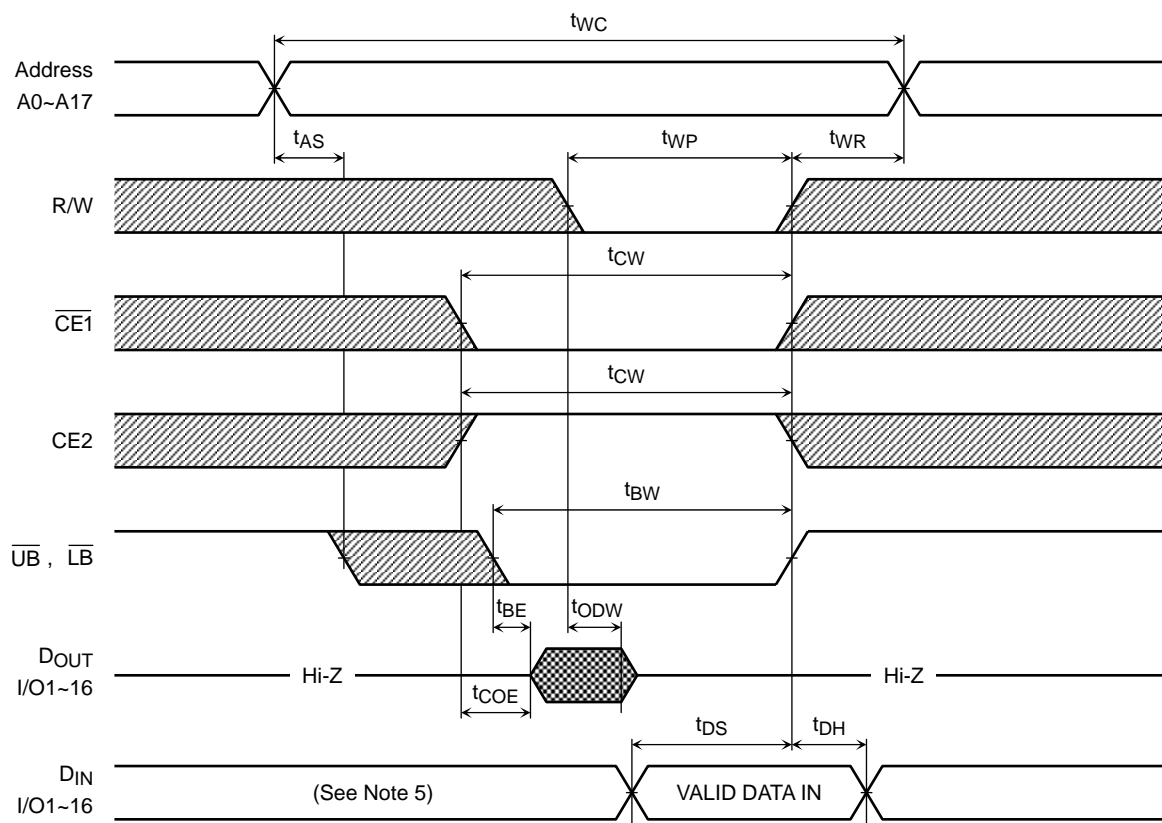 tWC
Address
A0~A17
tAS
tWP
tWR
R/W
tCW
CE1
tCW
CE2
tBW
UB , LB
tBE
tODW
DOUT
I/O1~16
Hi-Z
Hi-Z
tCOE
tDS
tDH
DIN
I/O1~16
(See Note 5)
VALID DATA IN